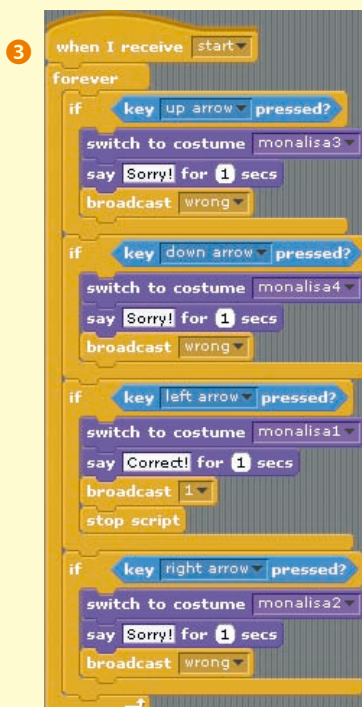 3
when I receive start
forever
if key up arrow pressed?
switch to costume monalisa3
say Sorry! for 1 secs
broadcast wrong
if key down arrow pressed?
switch to costume monalisa4
say Sorry! for 1 secs
broadcast wrong
if key left arrow pressed?
switch to costume monalisa1
say Correct! for 1 secs
broadcast 1
stop script
if key right arrow pressed?
switch to costume monalisa2
say Sorry! for 1 secs
broadcast wrong